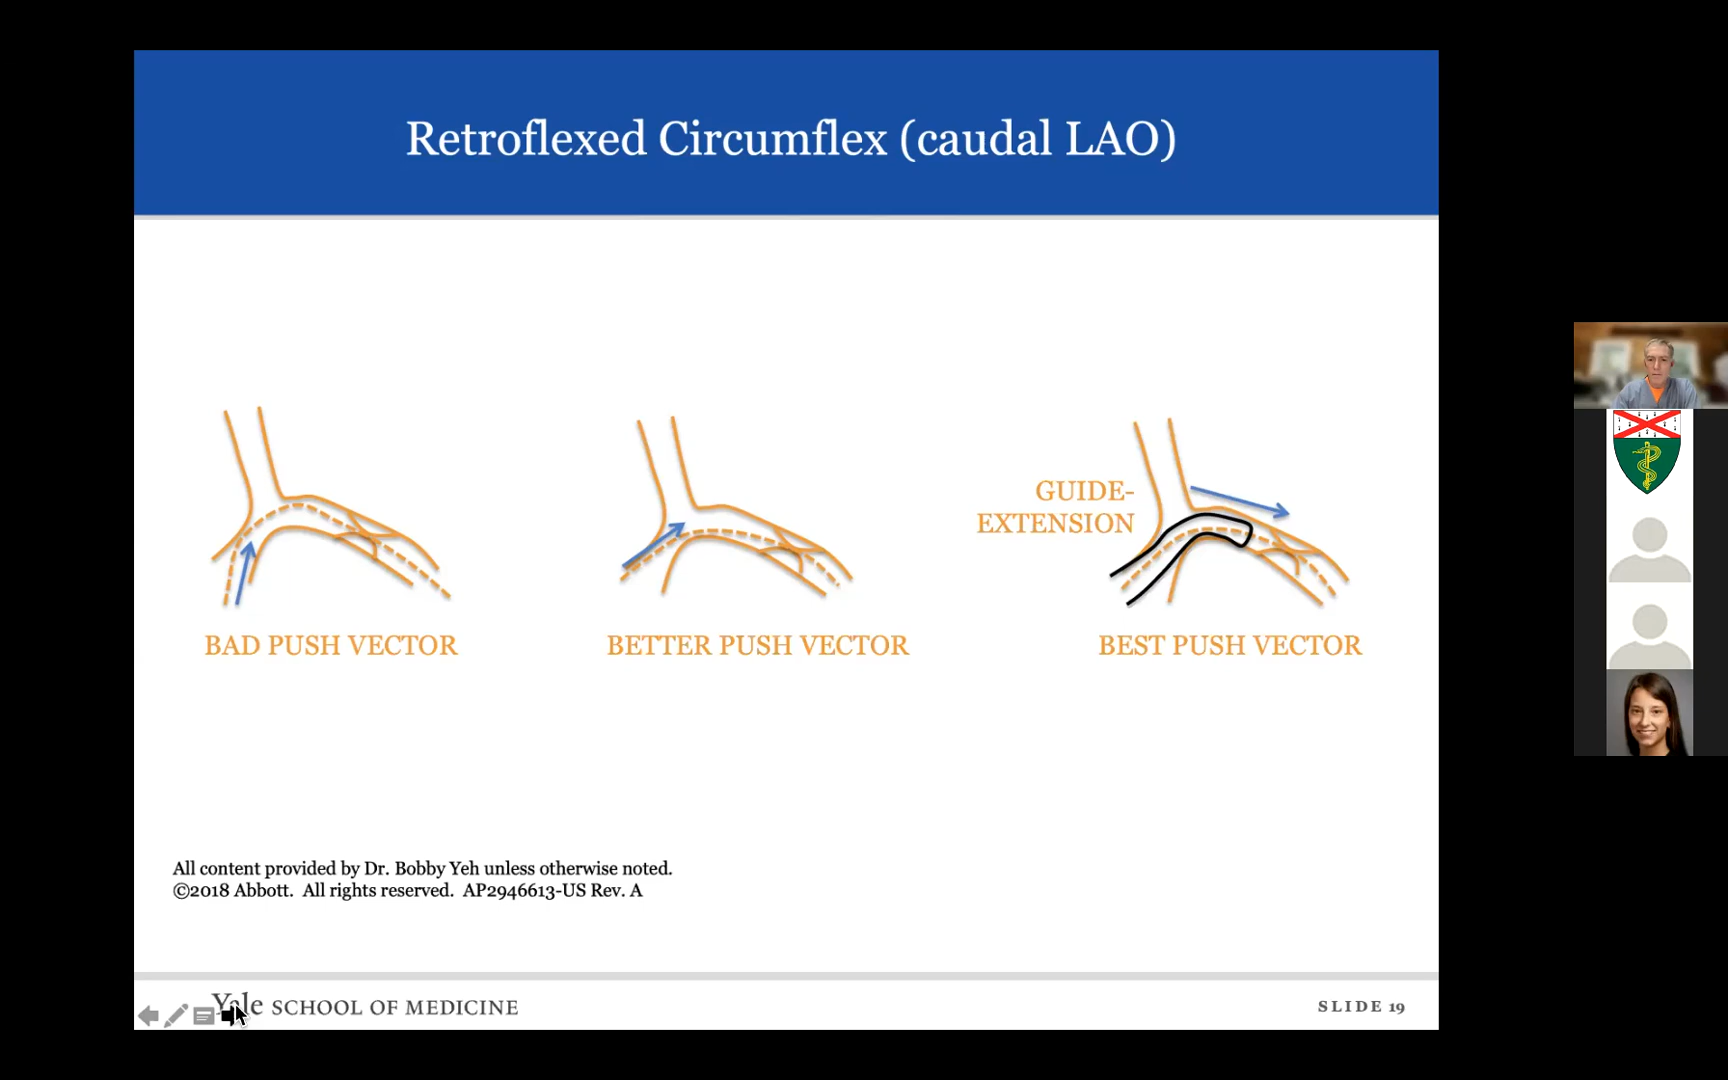 Retroflexed Circumflex (caudal LAO)
GUIDE-
EXTENSION
BAD PUSH VECTOR
BETTER PUSH VECTOR
BEST PUSH VECTOR
All content provided by Dr. Bobby Yeh unless otherwise noted.
©2018 Abbott. All rights reserved. AP2946613-US Rev. A
Yale SCHOOL OF MEDICINE
SLIDE 19